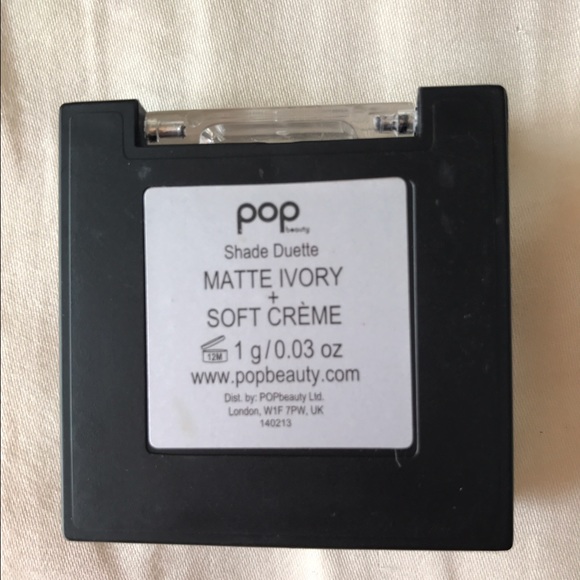 pop
beauty
Shade Duette
MATTE IVORY
+
SOFT CRÈME
12M 1 g/0.03 oz
www.popbeauty.com
Dist. by: POPbeauty Ltd.
London, W1F 7PW, UK
140213